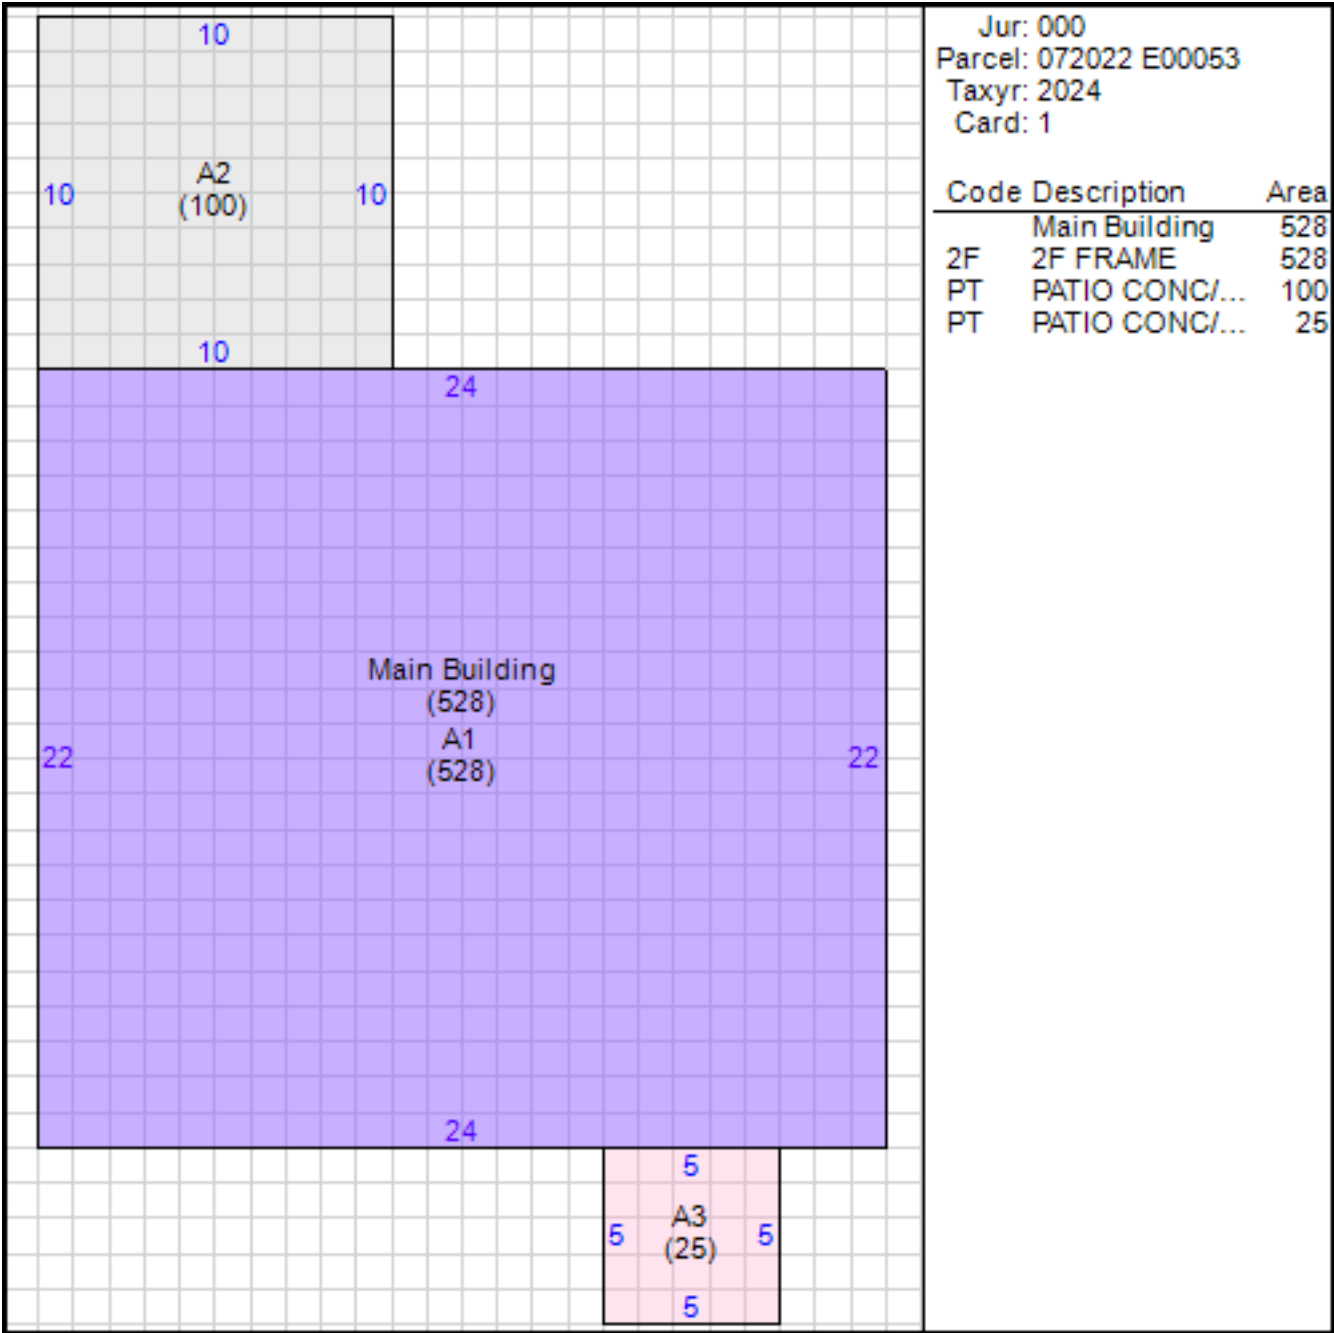 10
A2
(100)
10 10
10
24
Main Building
(528)
A1
(528)
22 22
24
5
A3
(25)
5 5
5
Jur: 000
Parcel: 072022 E00053
Taxyr: 2024
Card: 1
Code Description Area
Main Building 528
2F 2F FRAME 528
PT PATIO CONC/... 100
PT PATIO CONC/... 25